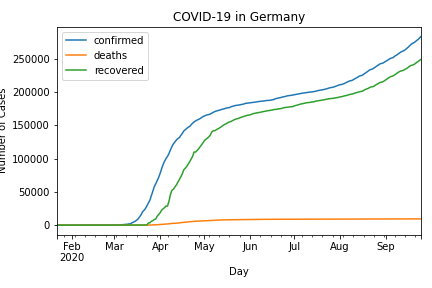 COVID-19 in Germany
confirmed
deaths
recovered
250000
200000
150000
100000
50000
0
Number of Cases
Feb Mar Apr May Jun Jul Aug Sep
2020
Day